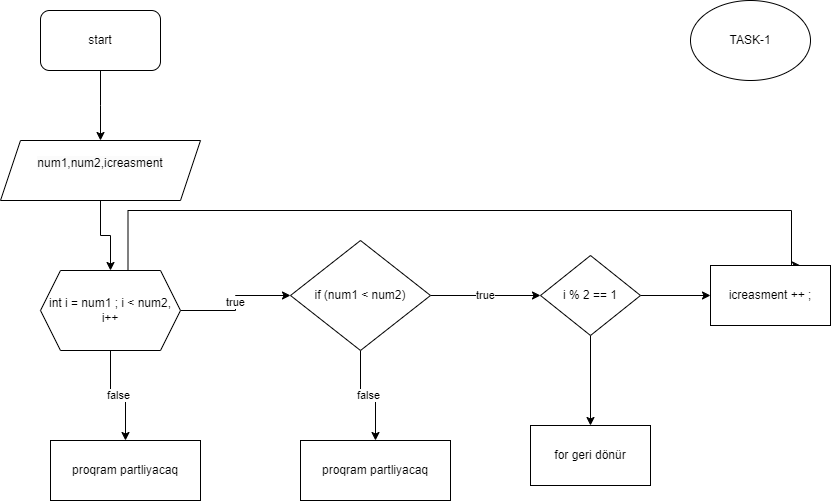 start
TASK-1
num1,num2,icreasment
int i = num1 ; i < num2,
i++
true
if (num1 < num2)
true
i % 2 == 1
icreasment ++ ;
false
false
proqram partliyacaq
proqram partliyacaq
for geri dönür